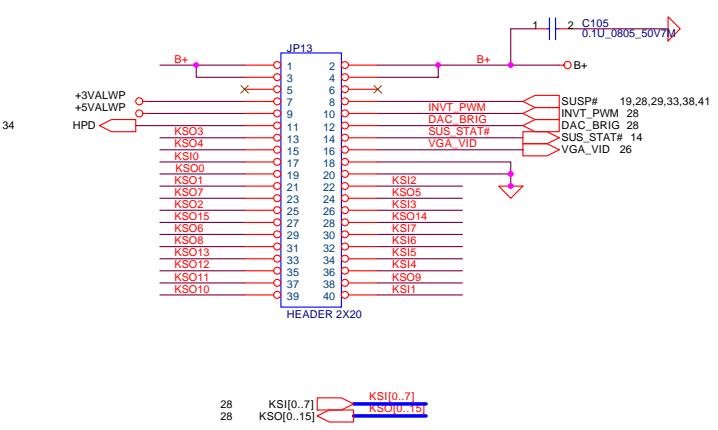 1 2 C105
0.1U_0805_50V7M
JP13
B+ 1 2 B+ B+
3 4
5 6
+3VALWP 7 8 SUSP# 19,28,29,33,38,41
+5VALWP 9 10 INVT_PWM INVT_PWM 28
34 HPD 11 12 DAC_BRIG DAC_BRIG 28
KSO3 13 14 SUS_STAT# SUS_STAT# 14
KSO4 15 16 VGA_VID VGA_VID 26
KSI0 17 18
KSO0 19 20
KSO1 21 22 KSI2
KSO7 23 24 KSO5
KSO2 25 26 KSI3
KSO15 27 28 KSO14
KSO6 29 30 KSI7
KSO8 31 32 KSI6
KSO13 33 34 KSI5
KSO12 35 36 KSI4
KSO11 37 38 KSO9
KSO10 39 40 KSI1
HEADER 2X20
28 KSI[0..7] KSI[0..7]
28 KSO[0..15] KSO[0..15]